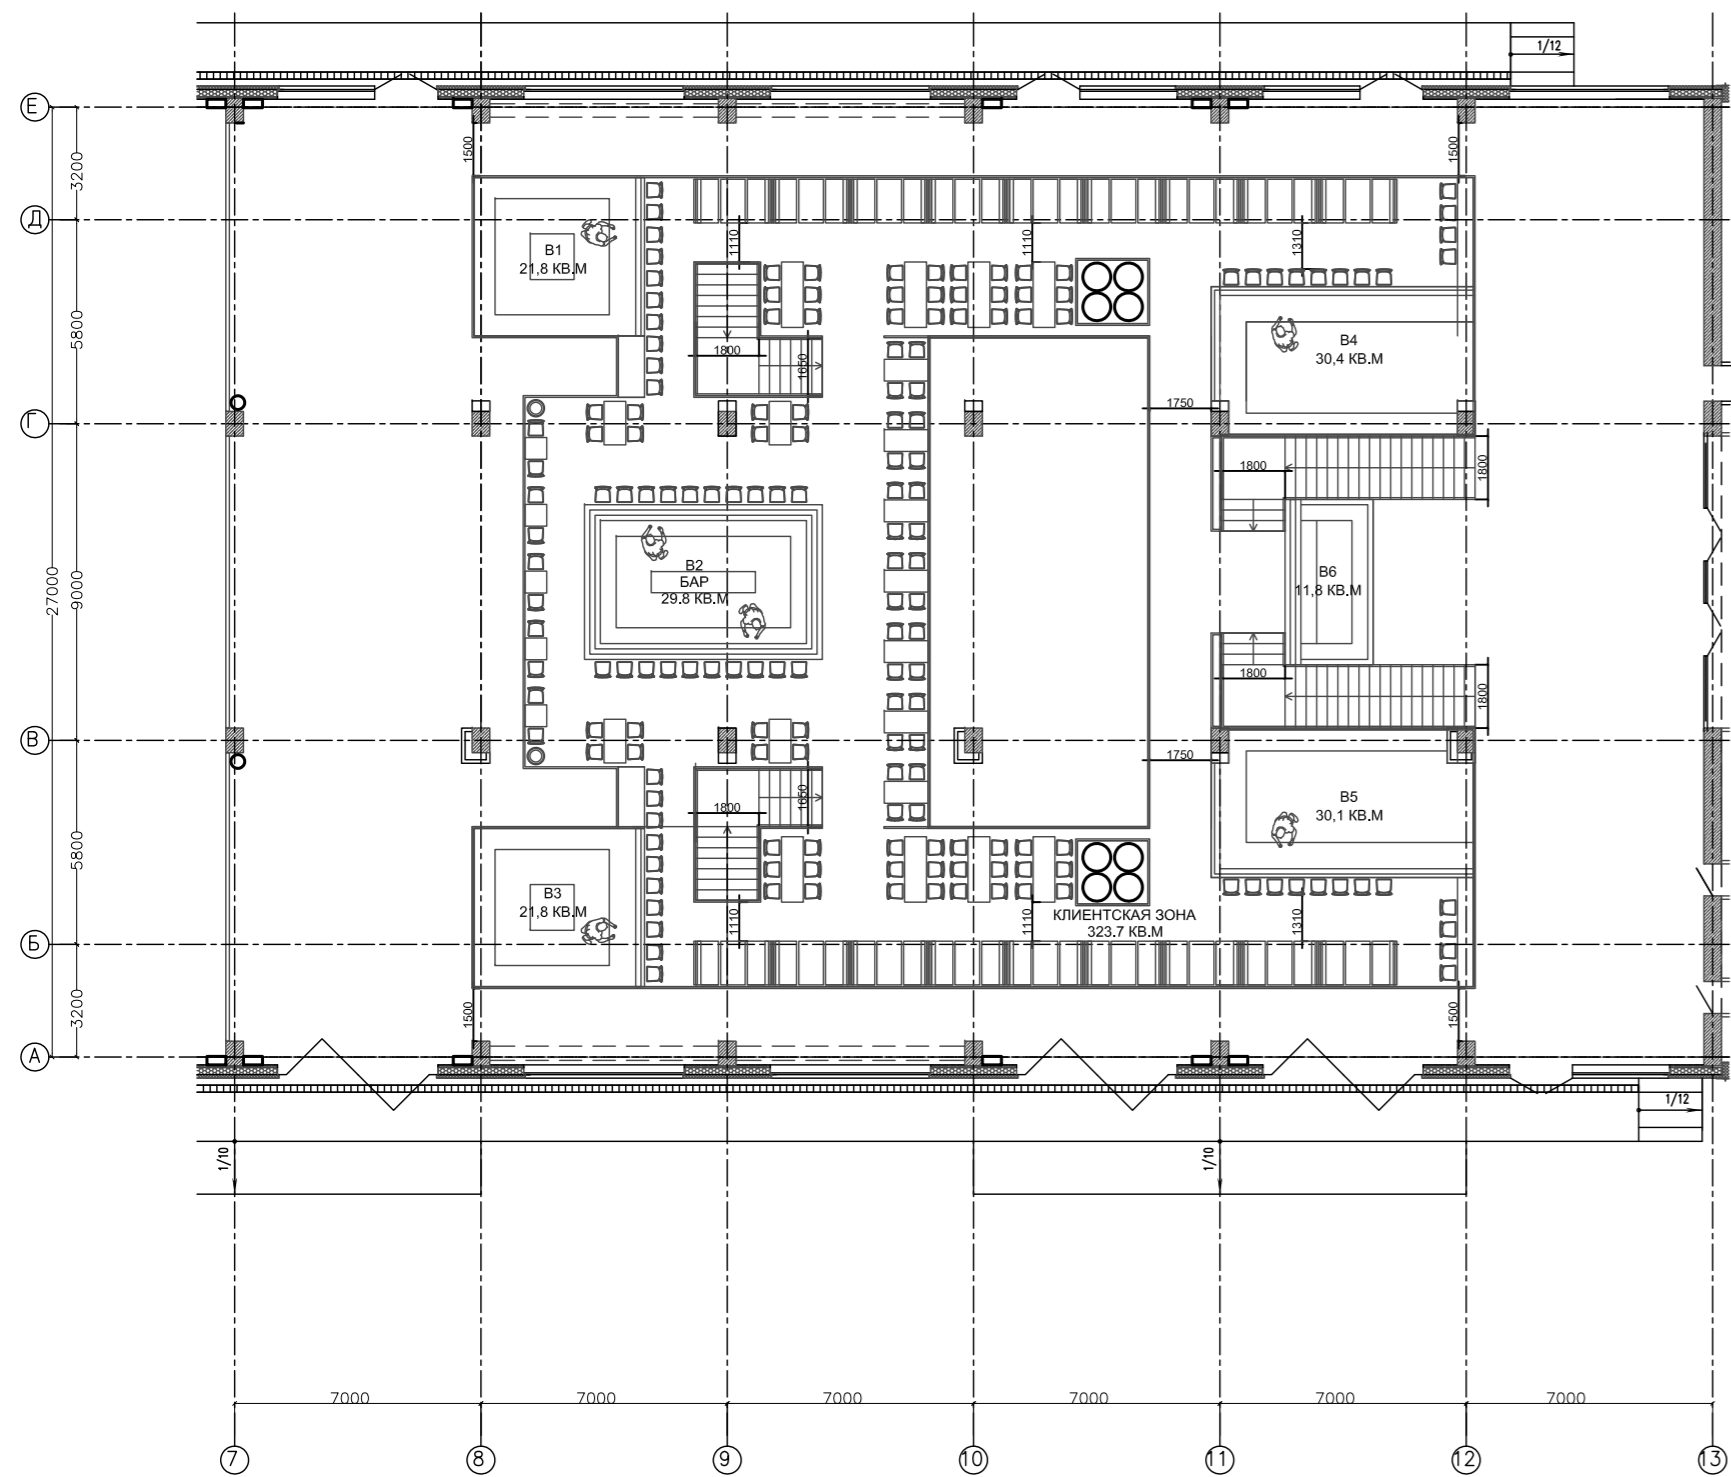 1/12
Е
3200
1500
1500
Д
В1
21,8 КВ.М
1110
1110
1310
5800
1800
1650
В4
30,4 КВ.М
1750
Г
1800
1800
27000
9000
В2
БАР
29.8 КВ.М
В6
11,8 КВ.М
1800
1800
В
1750
1800
1650
В5
30,1 КВ.М
5800
В3
21,8 КВ.М
1110
1110
КЛИЕНТСКАЯ ЗОНА
323.7 КВ.М
1310
Б
3200
1500
1500
А
1/12
1/10
1/10
7000
7000
7000
7000
7000
7000
7
8
9
10
11
12
13